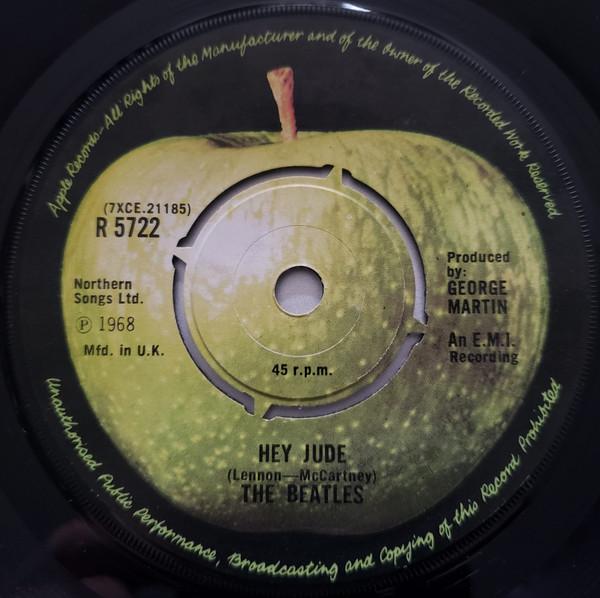 Apple Records-All Rights of the Manufacturer and of the Owner of the Recorded Work Reserved
(7XCE.21185)
R 5722
Northern
Songs Ltd.
Ⓟ 1968
Mfd. in U.K.
Produced
by:
GEORGE
MARTIN
An E.M.I.
Recording
45 r.p.m.
HEY JUDE
(Lennon—McCartney)
THE BEATLES
Unauthorised Public Performance, Broadcasting and Copying of this Record Prohibited